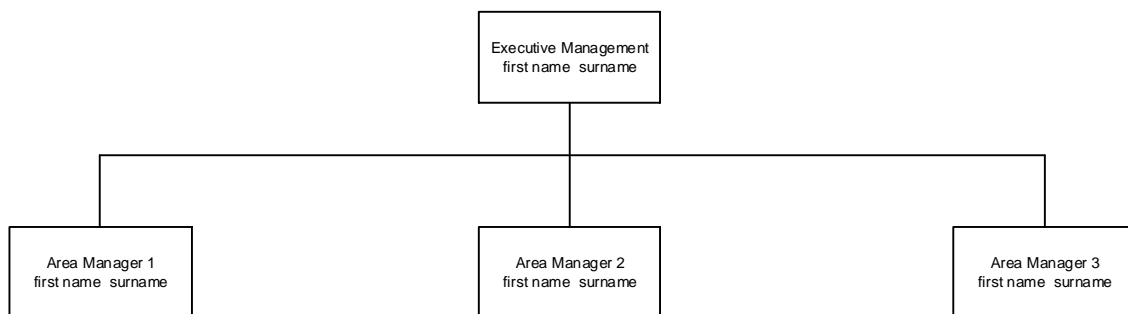 Executive Management
first name surname
Area Manager 1
first name surname
Area Manager 2
first name surname
Area Manager 3
first name surname